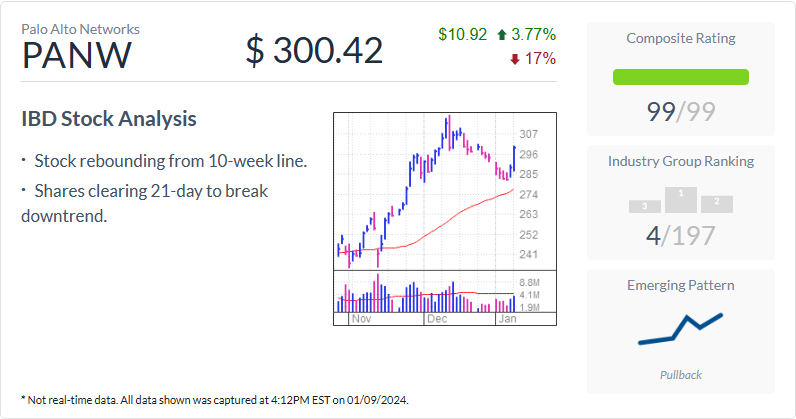 Palo Alto Networks
PANW
$ 300.42
$10.92 3.77%
17%
IBD Stock Analysis
· Stock rebounding from 10-week line.
· Shares clearing 21-day to break
downtrend.
307
296
285
274
263
252
241
8.8M
4.1M
1.9M
Nov Dec Jan
Composite Rating
99/99
Industry Group Ranking
3 1 2
4/197
Emerging Pattern
Pullback
* Not real-time data. All data shown was captured at 4:12PM EST on 01/09/2024.